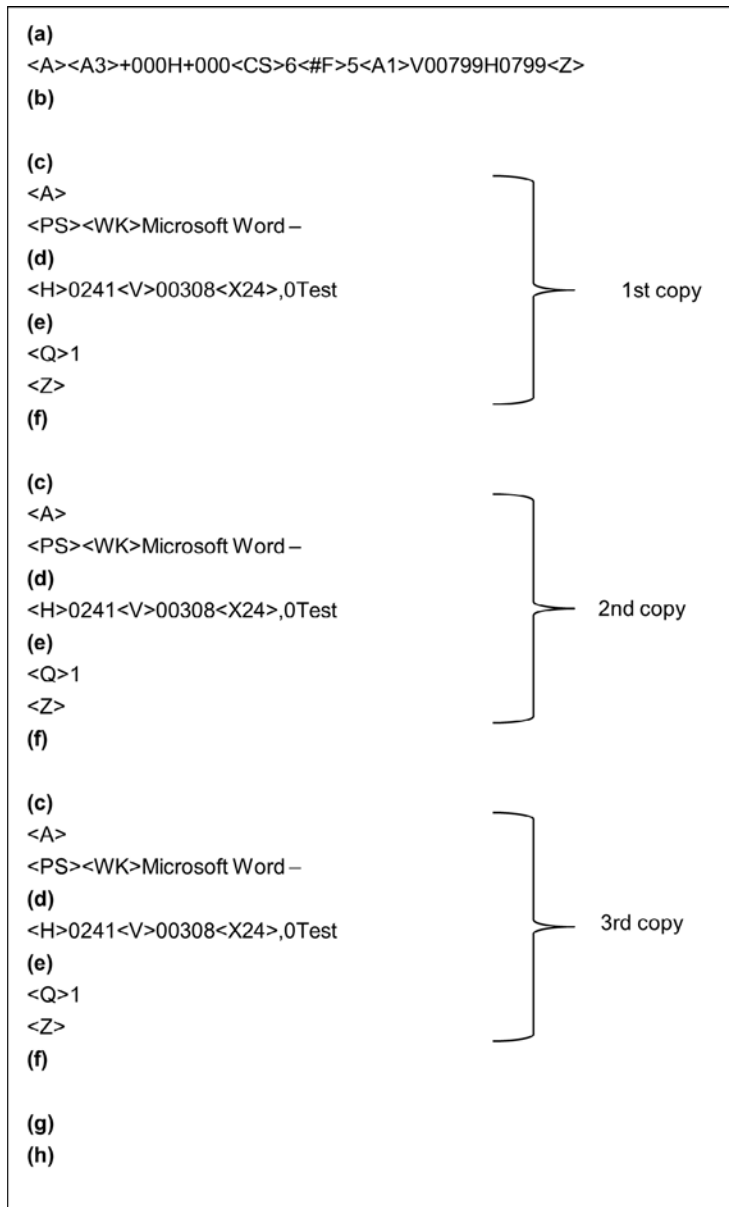 (a)
<A><A3>+000H+000<CS>6<#F>5<A1>V00799H0799<Z>
(b)
(c)
<A>
<PS><WK>Microsoft Word –
(d)
<H>0241<V>00308<X24>,0Test
(e)
<Q>1
<Z>
(f)
1st copy
(c)
<A>
<PS><WK>Microsoft Word –
(d)
<H>0241<V>00308<X24>,0Test
(e)
<Q>1
<Z>
(f)
2nd copy
(c)
<A>
<PS><WK>Microsoft Word –
(d)
<H>0241<V>00308<X24>,0Test
(e)
<Q>1
<Z>
(f)
3rd copy
(g)
(h)